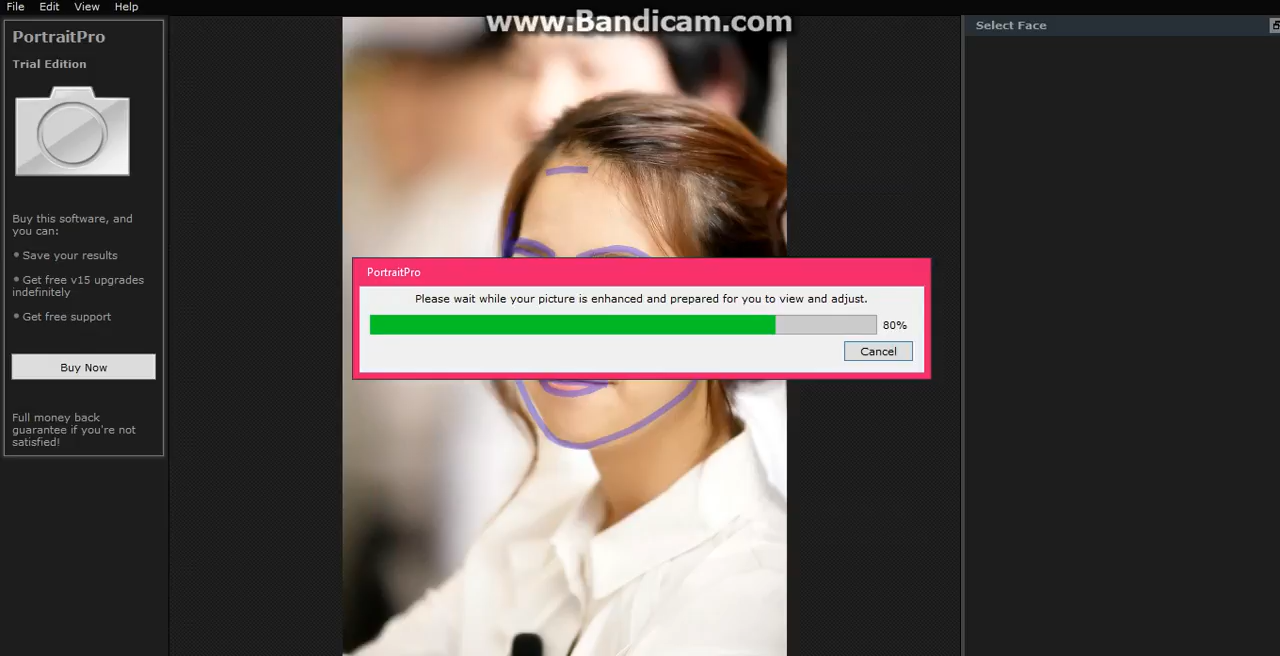 File Edit View Help
www.Bandicam.com
PortraitPro
Trial Edition
Buy this software, and
you can:
• Save your results
• Get free v15 upgrades
indefinitely
• Get free support
Buy Now
Full money back
guarantee if you're not
satisfied!
PortraitPro
Please wait while your picture is enhanced and prepared for you to view and adjust.
80%
Cancel
Select Face